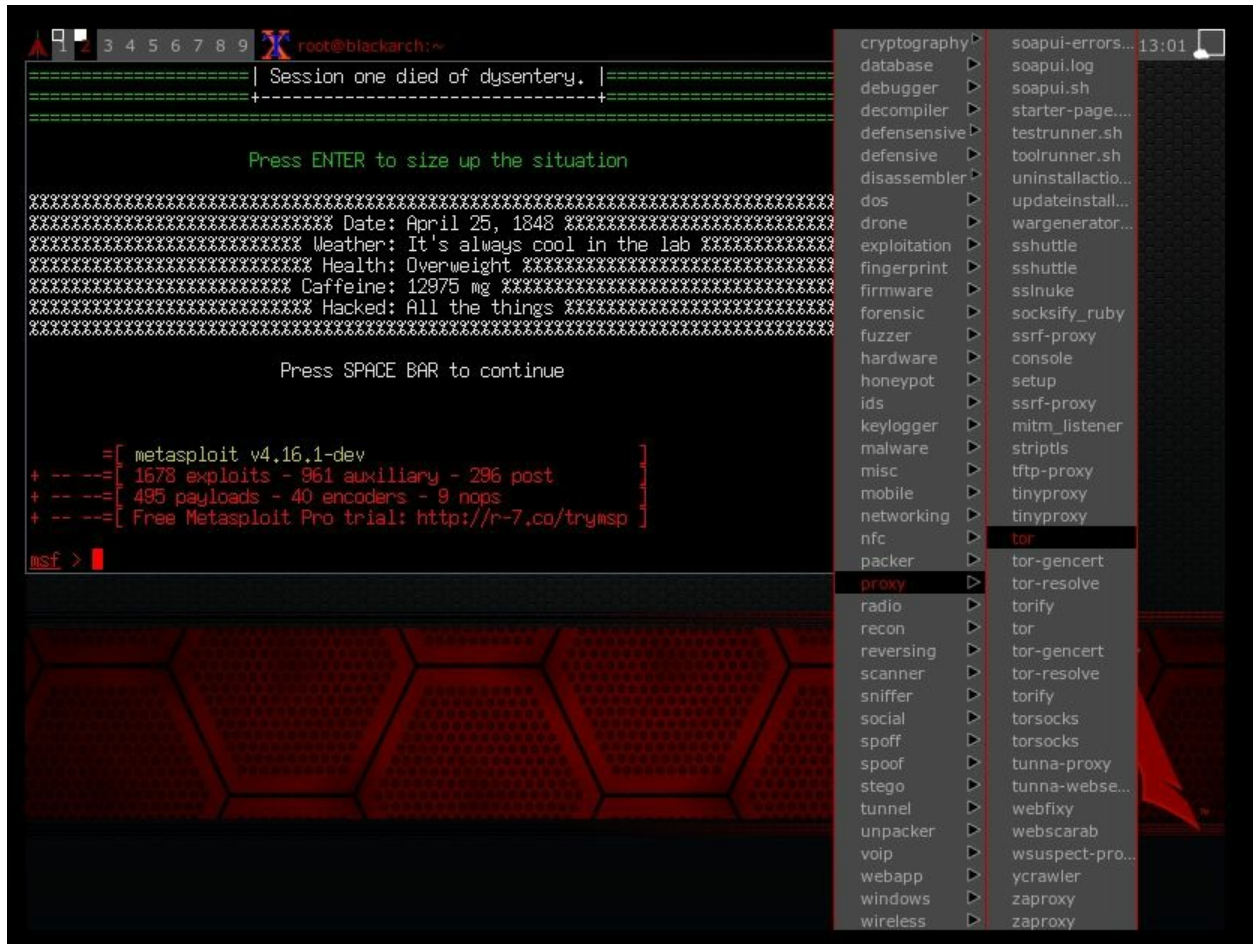 1 2 3 4 5 6 7 8 9 root@blackarch:~
13:01
=====================| Session one died of dysentery. |======================
=====================+--------------------------------+======================
Press ENTER to size up the situation
%%%%%%%%%%%%%%%%%%%%%%%%%%%%% Date: April 25, 1848 %%%%%%%%%%%%%%%%%%%%%%%%%%
%%%%%%%%%%%%%%%%%%%%%%%%%% Weather: It's always cool in the lab %%%%%%%%%%%%%
%%%%%%%%%%%%%%%%%%%%%%%%%%% Health: Overweight %%%%%%%%%%%%%%%%%%%%%%%%%%%%%%
%%%%%%%%%%%%%%%%%%%%%%%%% Caffeine: 12975 mg %%%%%%%%%%%%%%%%%%%%%%%%%%%%%%%%
%%%%%%%%%%%%%%%%%%%%%%%%%%% Hacked: All the things %%%%%%%%%%%%%%%%%%%%%%%%%%
Press SPACE BAR to continue
=[ metasploit v4.16.1-dev ]
+ -- --=[ 1678 exploits - 961 auxiliary - 296 post ]
+ -- --=[ 495 payloads - 40 encoders - 9 nops ]
+ -- --=[ Free Metasploit Pro trial: http://r-7.co/trymsp ]
msf >
cryptography
database
debugger
decompiler
defensensive
defensive
disassembler
dos
drone
exploitation
fingerprint
firmware
forensic
fuzzer
hardware
honeypot
ids
keylogger
malware
misc
mobile
networking
nfc
packer
proxy
radio
recon
reversing
scanner
sniffer
social
spoff
spoof
stego
tunnel
unpacker
voip
webapp
windows
wireless
soapui-errors...
soapui.log
soapui.sh
starter-page....
testrunner.sh
toolrunner.sh
uninstallactio...
updateinstall...
wargenerator...
sshuttle
sshuttle
sslnuke
socksify_ruby
ssrf-proxy
console
setup
ssrf-proxy
mitm_listener
striptls
tftp-proxy
tinyproxy
tinyproxy
tor
tor-gencert
tor-resolve
torify
tor
tor-gencert
tor-resolve
torify
torsocks
torsocks
tunna-proxy
tunna-webse...
webfixy
webscarab
wsuspect-pro...
ycrawler
zaproxy
zaproxy